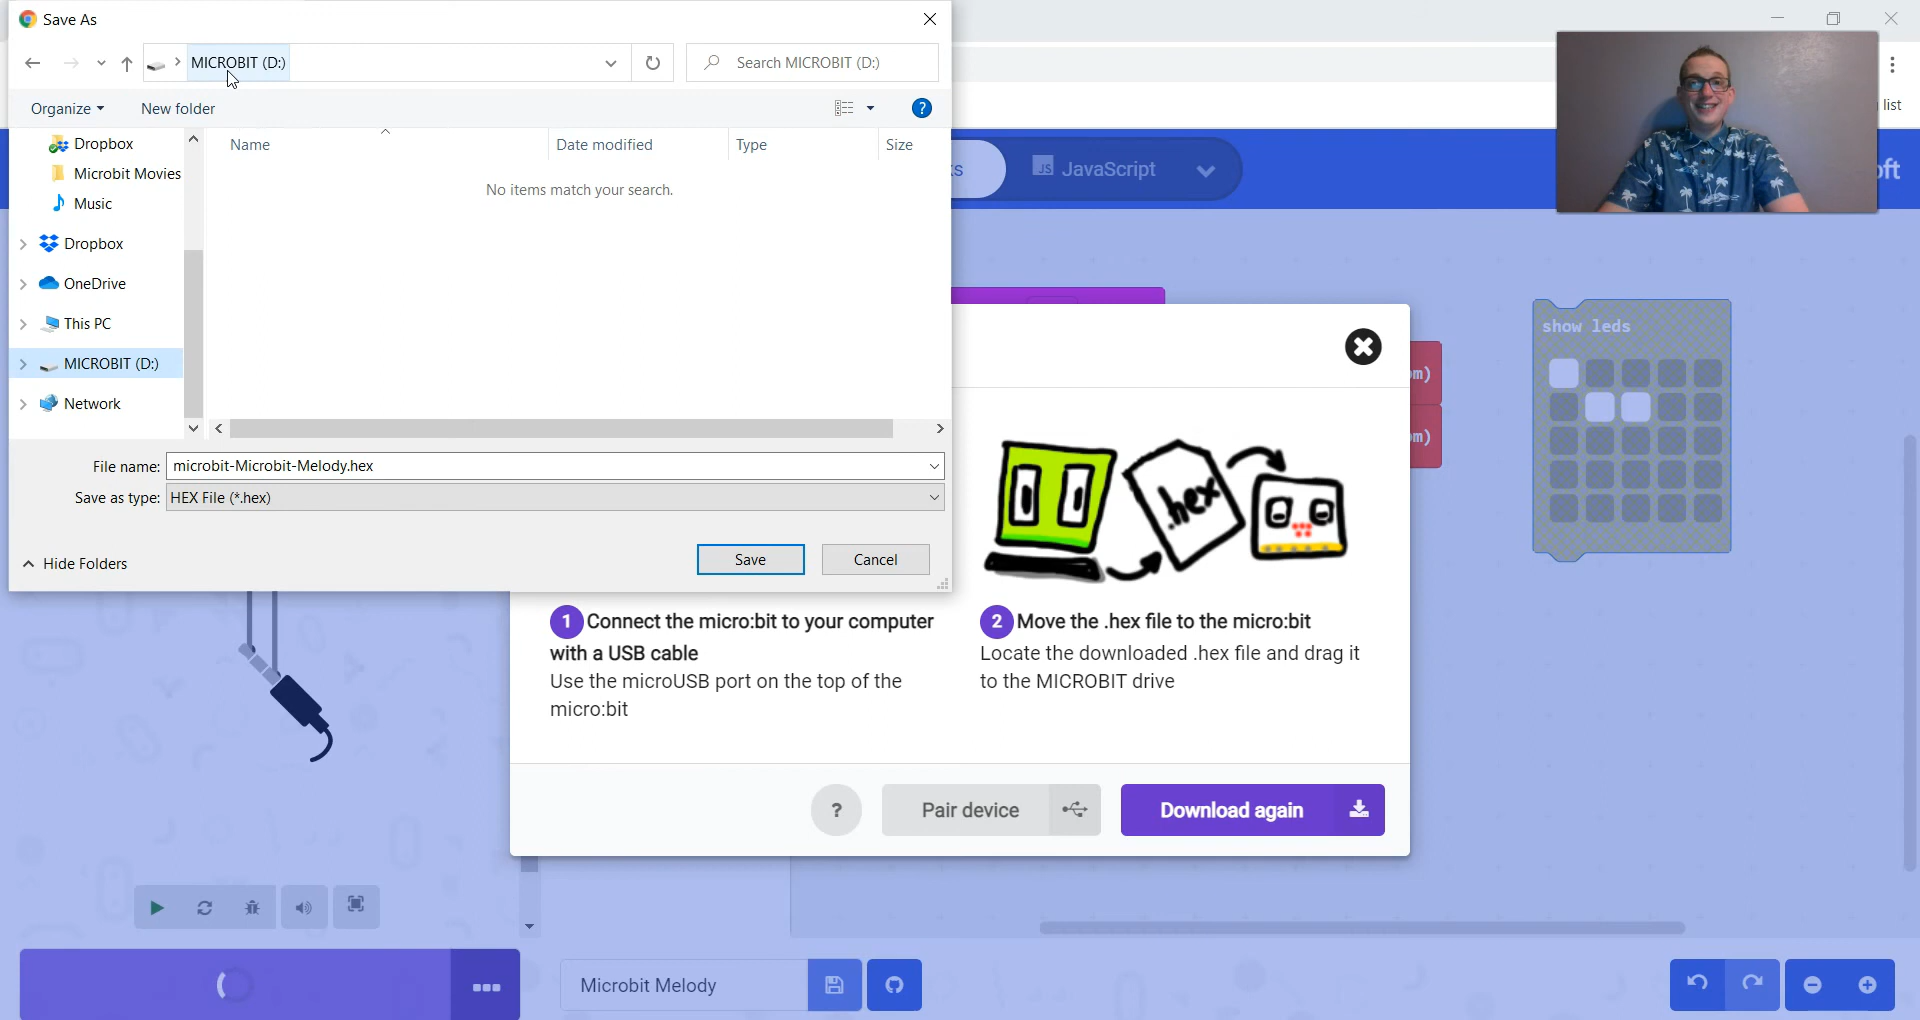 Save As
MICROBIT (D:)
Search MICROBIT (D:)
Organize
New folder
?
Name
Date modified
Type
Size
No items match your search.
Dropbox
Microbit Movies
Music
Dropbox
OneDrive
This PC
MICROBIT (D:)
Network
File name: microbit-Microbit-Melody.hex
Save as type: HEX File (*.hex)
Hide Folders
Save
Cancel
list
ks
JS JavaScript
oft
show leds
m)
m)
.hex
1 Connect the micro:bit to your computer
with a USB cable
Use the microUSB port on the top of the
micro:bit
2 Move the .hex file to the micro:bit
Locate the downloaded .hex file and drag it
to the MICROBIT drive
?
Pair device
Download again
Microbit Melody